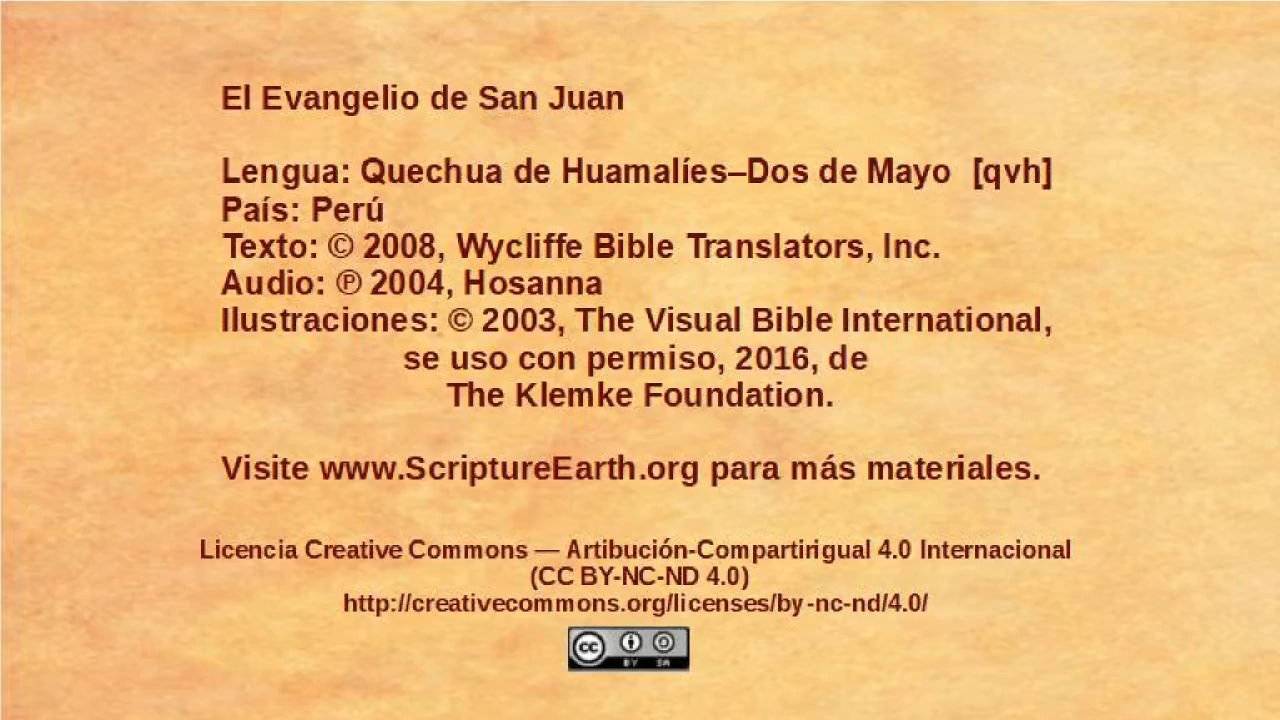 El Evangelio de San Juan
Lengua: Quechua de Huamalíes–Dos de Mayo [qvh]
País: Perú
Texto: © 2008, Wycliffe Bible Translators, Inc.
Audio: ℗ 2004, Hosanna
Ilustraciones: © 2003, The Visual Bible International,
se uso con permiso, 2016, de
The Klemke Foundation.
Visite www.ScriptureEarth.org para más materiales.
Licencia Creative Commons — Artibución-Compartirigual 4.0 Internacional
(CC BY-NC-ND 4.0)
http://creativecommons.org/licenses/by-nc-nd/4.0/
cc
BY SA